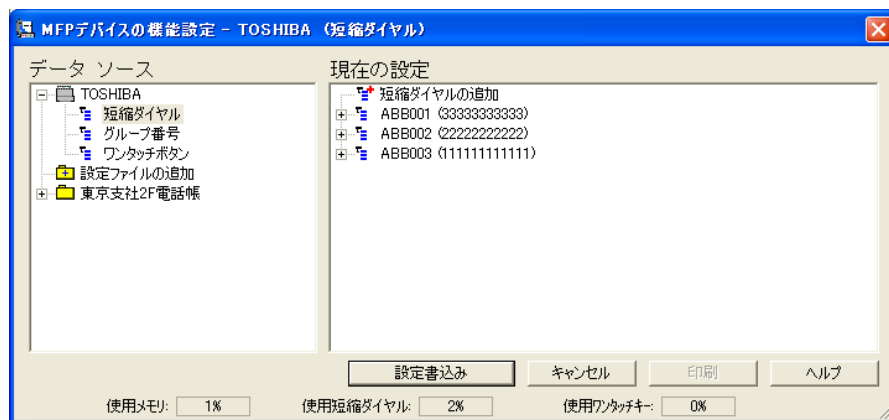 MFPデバイスの機能設定 - TOSHIBA （短縮ダイヤル）
データ ソース
TOSHIBA
短縮ダイヤル
グループ番号
ワンタッチボタン
設定ファイルの追加
東京支社2F電話帳
現在の設定
短縮ダイヤルの追加
ABB001 (33333333333)
ABB002 (22222222222)
ABB003 (111111111111)
設定書込み
キャンセル
印刷
ヘルプ
使用メモリ: 1%
使用短縮ダイヤル: 2%
使用ワンタッチキー: 0%